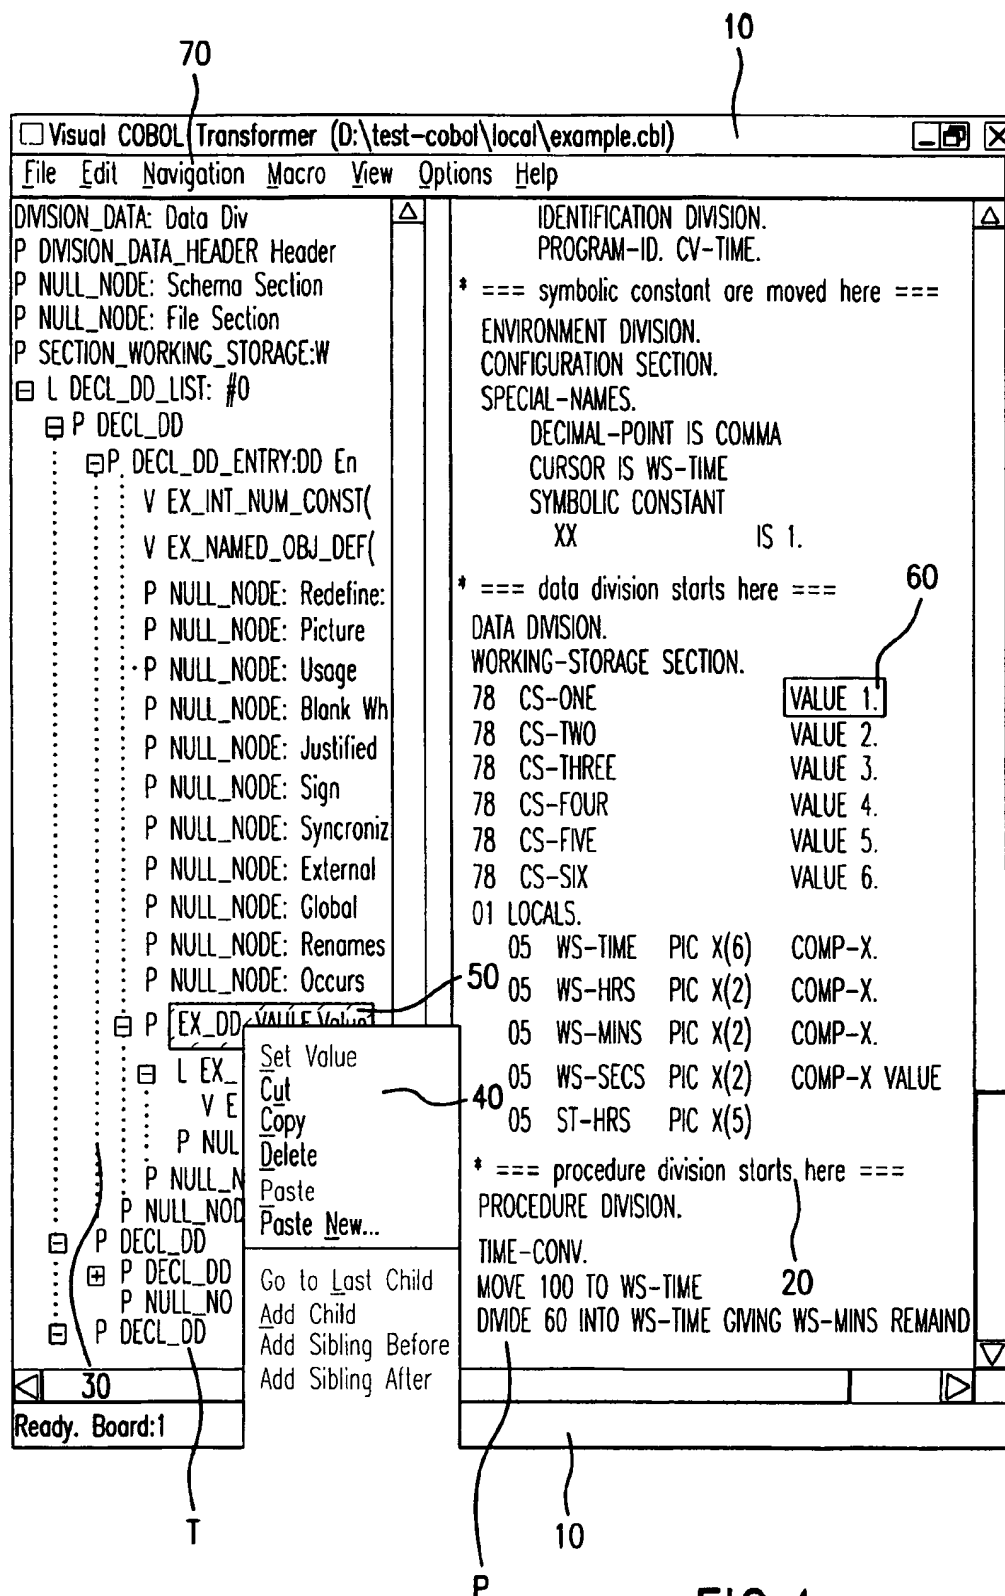 70
10
Visual COBOL Transformer (D:\test-cobol\local\example.cbl)
File Edit Navigation Macro View Options Help
DIVISION_DATA: Data Div
P DIVISION_DATA_HEADER Header
P NULL_NODE: Schema Section
P NULL_NODE: File Section
P SECTION_WORKING_STORAGE:W
L DECL_DD_LIST: #0
P DECL_DD
P DECL_DD_ENTRY:DD En
V EX_INT_NUM_CONST(
V EX_NAMED_OBJ_DEF(
P NULL_NODE: Redefine:
P NULL_NODE: Picture
P NULL_NODE: Usage
P NULL_NODE: Blank Wh
P NULL_NODE: Justified
P NULL_NODE: Sign
P NULL_NODE: Syncroniz
P NULL_NODE: External
P NULL_NODE: Global
P NULL_NODE: Renames
P NULL_NODE: Occurs
P EX_DD_VAULE Value
L EX_
V E
P NUL
P NULL_N
P NULL_NOD
P DECL_DD
P DECL_DD
P NULL_NO
P DECL_DD
30
Ready. Board:1
T
50
Set Value
Cut
40
Copy
Delete
Paste
Paste New...
Go to Last Child
Add Child
Add Sibling Before
Add Sibling After
IDENTIFICATION DIVISION.
PROGRAM-ID. CV-TIME.
* === symbolic constant are moved here ===
ENVIRONMENT DIVISION.
CONFIGURATION SECTION.
SPECIAL-NAMES.
DECIMAL-POINT IS COMMA
CURSOR IS WS-TIME
SYMBOLIC CONSTANT
XX IS 1.
* === data division starts here ===
60
DATA DIVISION.
WORKING-STORAGE SECTION.
78 CS-ONE VALUE 1.
78 CS-TWO VALUE 2.
78 CS-THREE VALUE 3.
78 CS-FOUR VALUE 4.
78 CS-FIVE VALUE 5.
78 CS-SIX VALUE 6.
01 LOCALS.
05 WS-TIME PIC X(6) COMP-X.
05 WS-HRS PIC X(2) COMP-X.
05 WS-MINS PIC X(2) COMP-X.
05 WS-SECS PIC X(2) COMP-X VALUE
05 ST-HRS PIC X(5)
* === procedure division starts here ===
PROCEDURE DIVISION.
TIME-CONV.
MOVE 100 TO WS-TIME
20
DIVIDE 60 INTO WS-TIME GIVING WS-MINS REMAIND
10
P